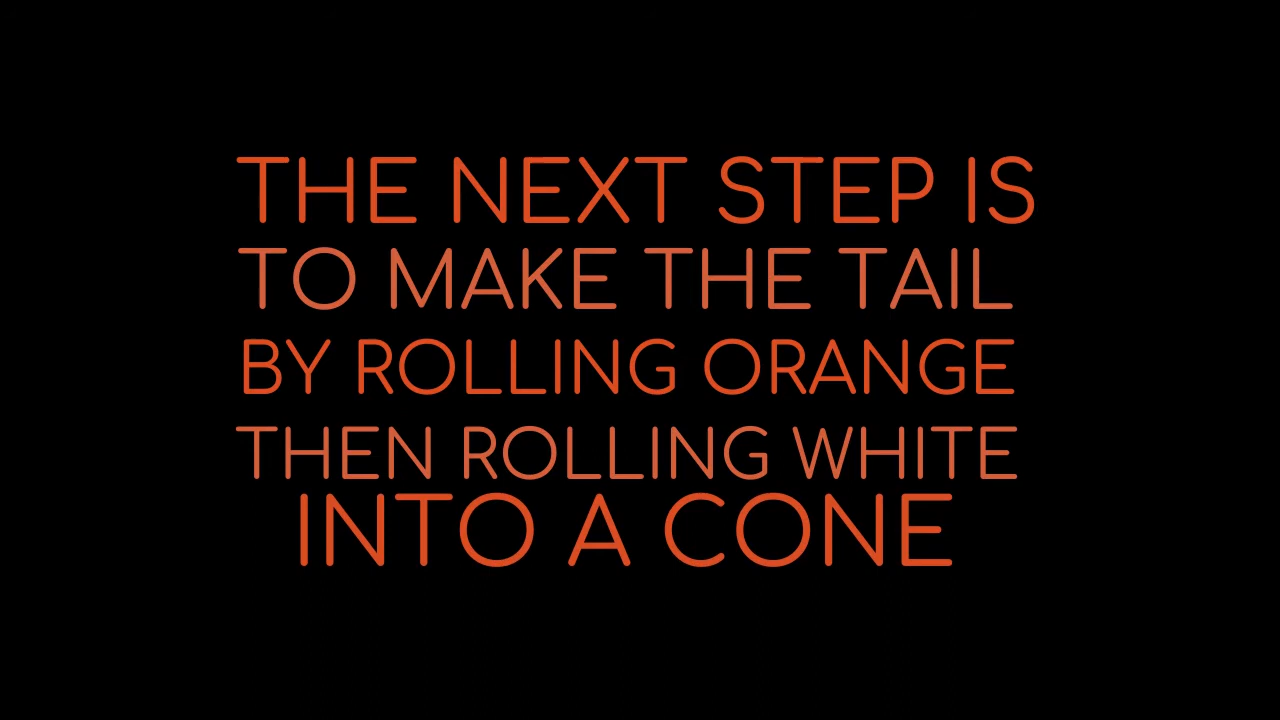 THE NEXT STEP IS
TO MAKE THE TAIL
BY ROLLING ORANGE
THEN ROLLING WHITE
INTO A CONE